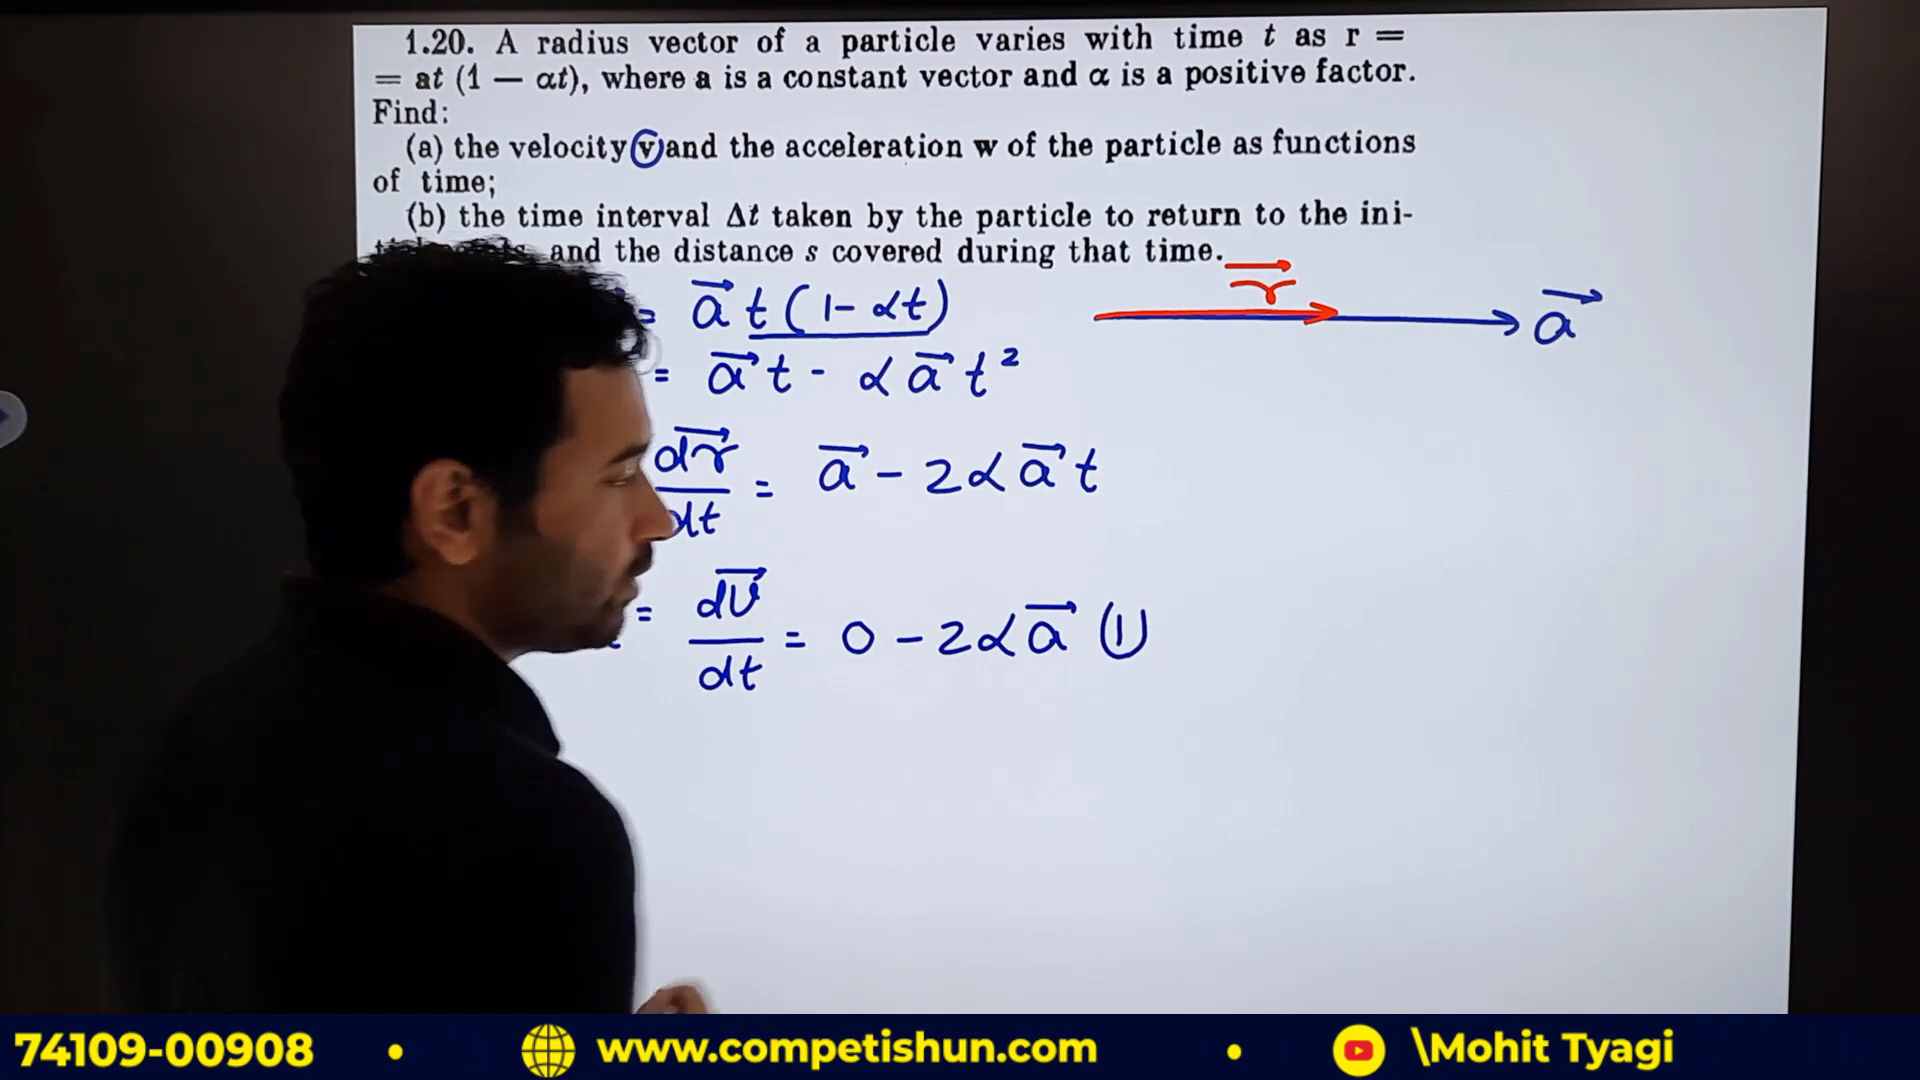 1.20. A radius vector of a particle varies with time t as r =
= at (1 — αt), where a is a constant vector and α is a positive factor.
Find:
(a) the velocity v and the acceleration w of the particle as functions
of time;
(b) the time interval Δt taken by the particle to return to the ini-
and the distance s covered during that time.
= a⃗ t (1 - αt)
r⃗
a⃗
= a⃗ t - α a⃗ t²
dr⃗/dt = a⃗ - 2α a⃗ t
= dv⃗/dt = 0 - 2α a⃗ (1)
74109-00908 • www.competishun.com • \Mohit Tyagi